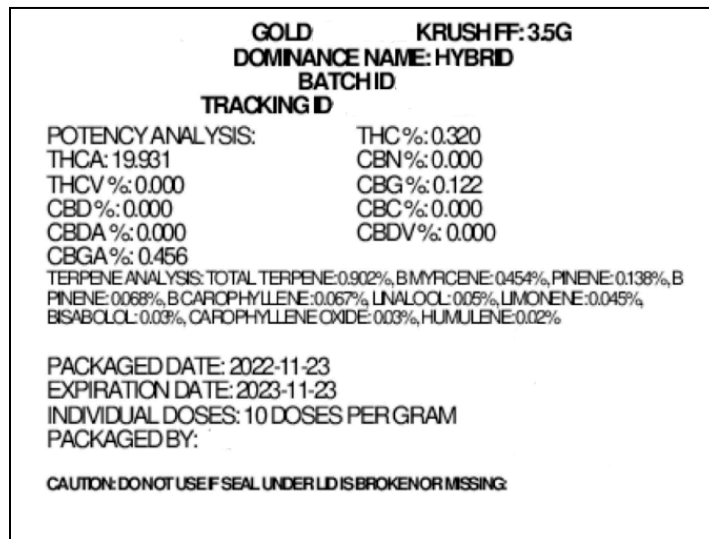 GOLD KRUSH FF: 3.5G
DOMINANCE NAME: HYBRID
BATCH ID
TRACKING ID
POTENCY ANALYSIS: THC %: 0.320
THCA: 19.931 CBN %: 0.000
THCV %: 0.000 CBG %: 0.122
CBD %: 0.000 CBC %: 0.000
CBDA %: 0.000 CBDV %: 0.000
CBGA %: 0.456
TERPENE ANALYSIS: TOTAL TERPENE:0.902%, B MYRCENE: 0.454%, PINENE: 0.138%, B
PINENE: 0.068%, B CAROPHYLLENE: 0.067%, LINALOOL: 0.05%, LIMONENE: 0.045%,
BISABOLOL: 0.03%, CAROPHYLLENE OXIDE: 0.03%, HUMULENE: 0.02%
PACKAGED DATE: 2022-11-23
EXPIRATION DATE: 2023-11-23
INDIVIDUAL DOSES: 10 DOSES PER GRAM
PACKAGED BY:
CAUTION: DO NOT USE IF SEAL UNDER LID IS BROKEN OR MISSING: